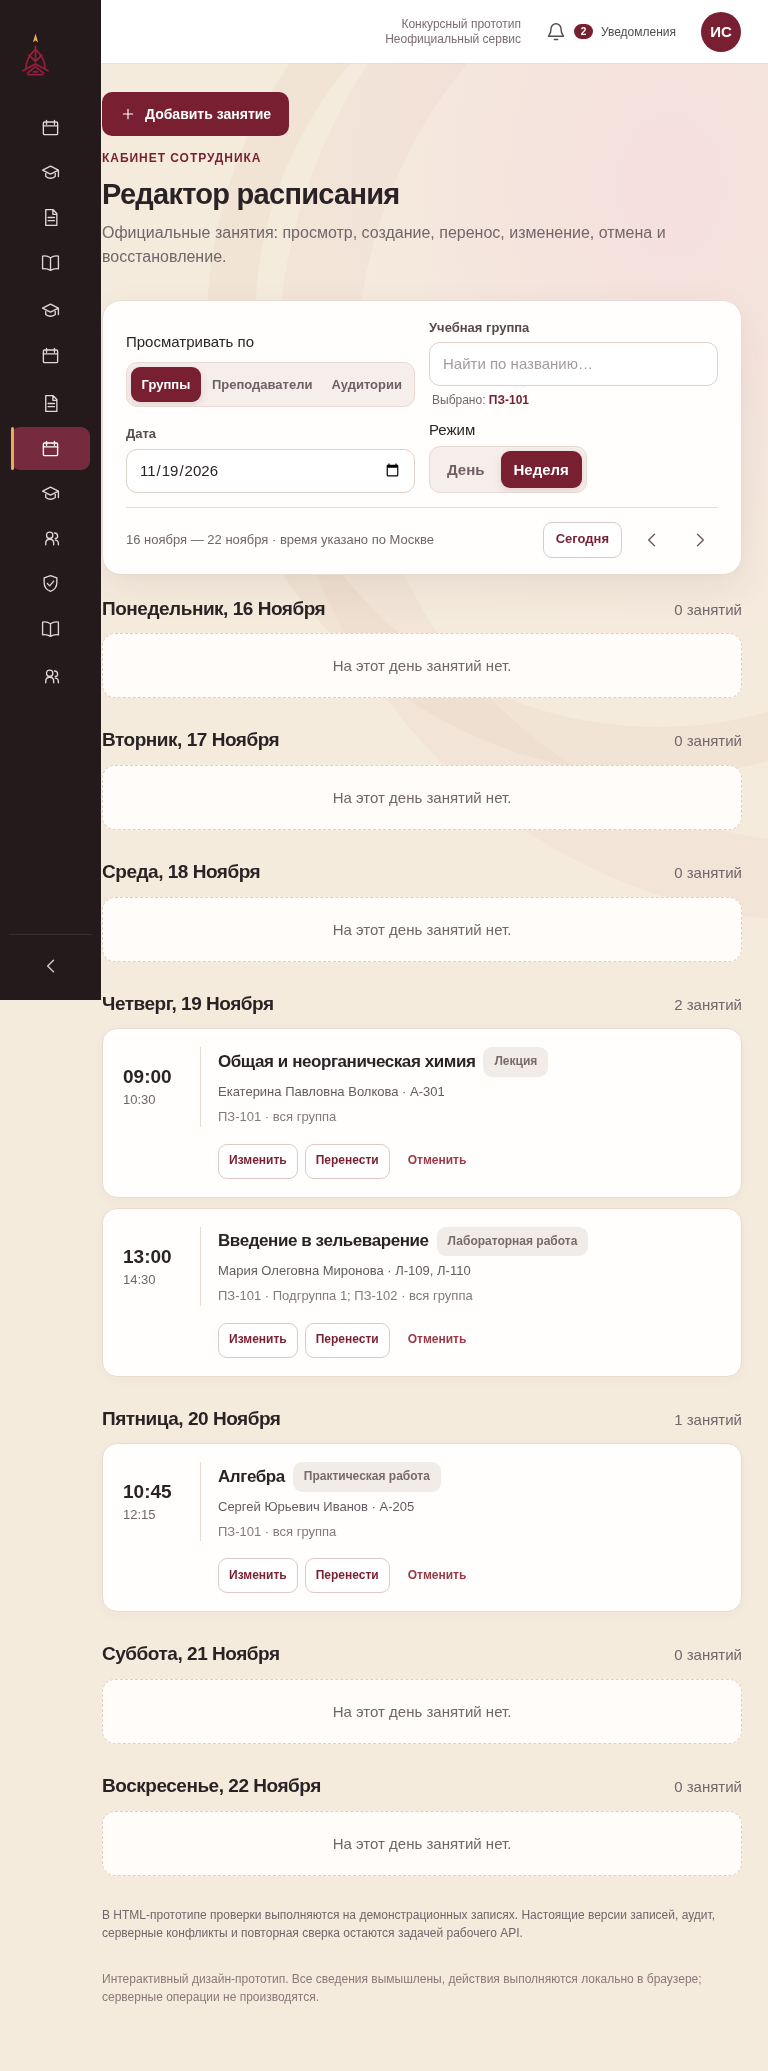 Конкурсный прототип
Неофициальный сервис
2 Уведомления
ИС
Добавить занятие
КАБИНЕТ СОТРУДНИКА
Редактор расписания
Официальные занятия: просмотр, создание, перенос, изменение, отмена и
восстановление.
Просматривать по
Группы Преподаватели Аудитории
Учебная группа
Найти по названию…
Выбрано: ПЗ-101
Дата
11/19/2026
Режим
День Неделя
16 ноября — 22 ноября · время указано по Москве
Сегодня
Понедельник, 16 Ноября 0 занятий
На этот день занятий нет.
Вторник, 17 Ноября 0 занятий
На этот день занятий нет.
Среда, 18 Ноября 0 занятий
На этот день занятий нет.
Четверг, 19 Ноября 2 занятий
09:00
10:30
Общая и неорганическая химия Лекция
Екатерина Павловна Волкова · А-301
ПЗ-101 · вся группа
Изменить Перенести Отменить
13:00
14:30
Введение в зельеварение Лабораторная работа
Мария Олеговна Миронова · Л-109, Л-110
ПЗ-101 · Подгруппа 1; ПЗ-102 · вся группа
Изменить Перенести Отменить
Пятница, 20 Ноября 1 занятий
10:45
12:15
Алгебра Практическая работа
Сергей Юрьевич Иванов · А-205
ПЗ-101 · вся группа
Изменить Перенести Отменить
Суббота, 21 Ноября 0 занятий
На этот день занятий нет.
Воскресенье, 22 Ноября 0 занятий
На этот день занятий нет.
В HTML-прототипе проверки выполняются на демонстрационных записях. Настоящие версии записей, аудит,
серверные конфликты и повторная сверка остаются задачей рабочего API.
Интерактивный дизайн-прототип. Все сведения вымышлены, действия выполняются локально в браузере;
серверные операции не производятся.